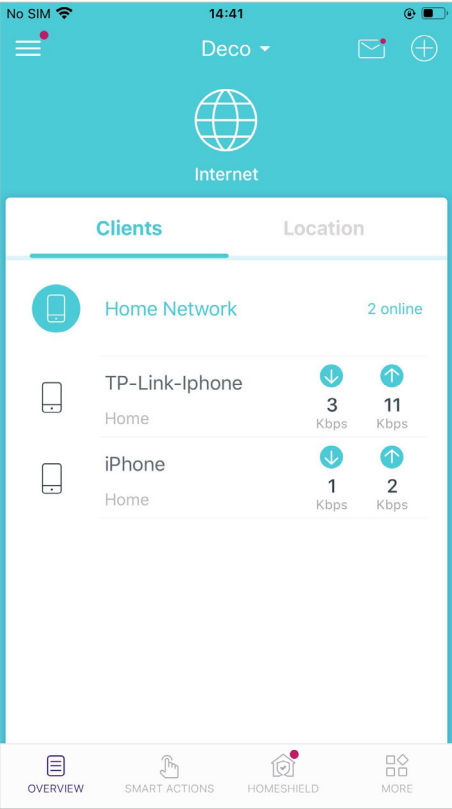 No SIM 14:41
Deco
Internet
Clients Location
Home Network 2 online
TP-Link-Iphone
Home
3 11
Kbps Kbps
iPhone
Home
1 2
Kbps Kbps
OVERVIEW SMART ACTIONS HOMESHIELD MORE